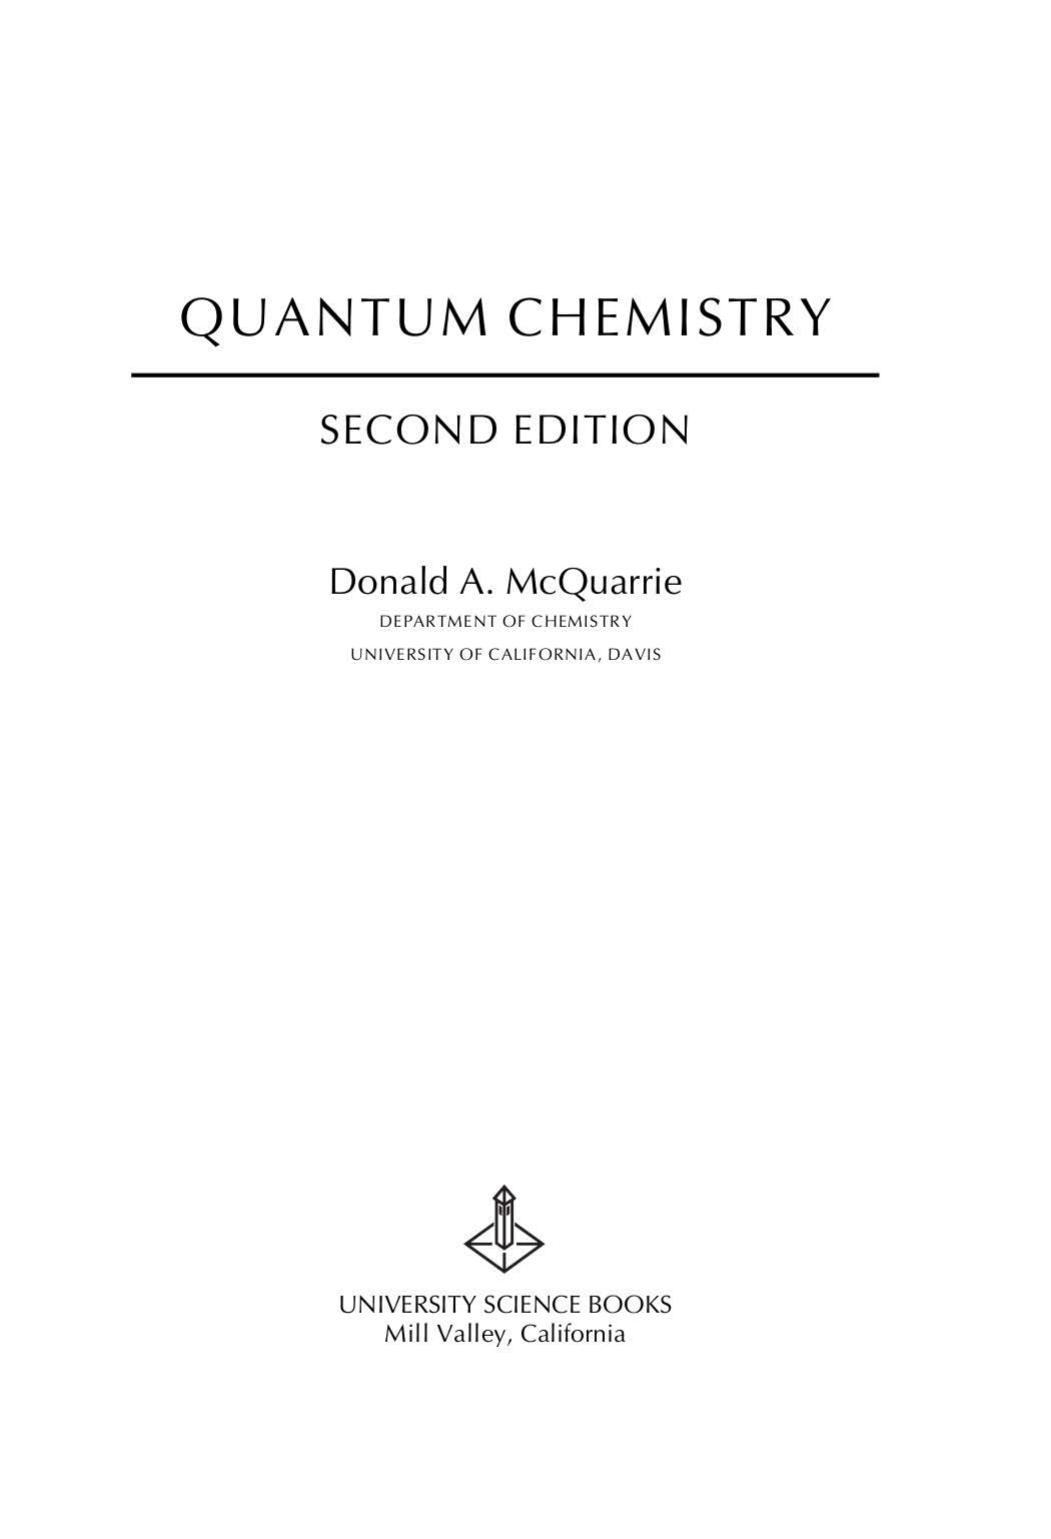 QUANTUM CHEMISTRY
SECOND EDITION
Donald A. McQuarrie
DEPARTMENT OF CHEMISTRY
UNIVERSITY OF CALIFORNIA, DAVIS
UNIVERSITY SCIENCE BOOKS
Mill Valley, California